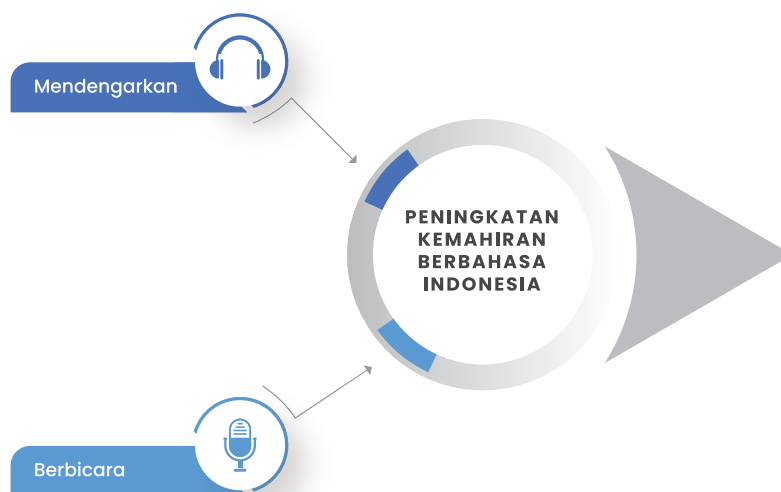 Mendengarkan
PENINGKATAN
KEMAHIRAN
BERBAHASA
INDONESIA
Berbicara